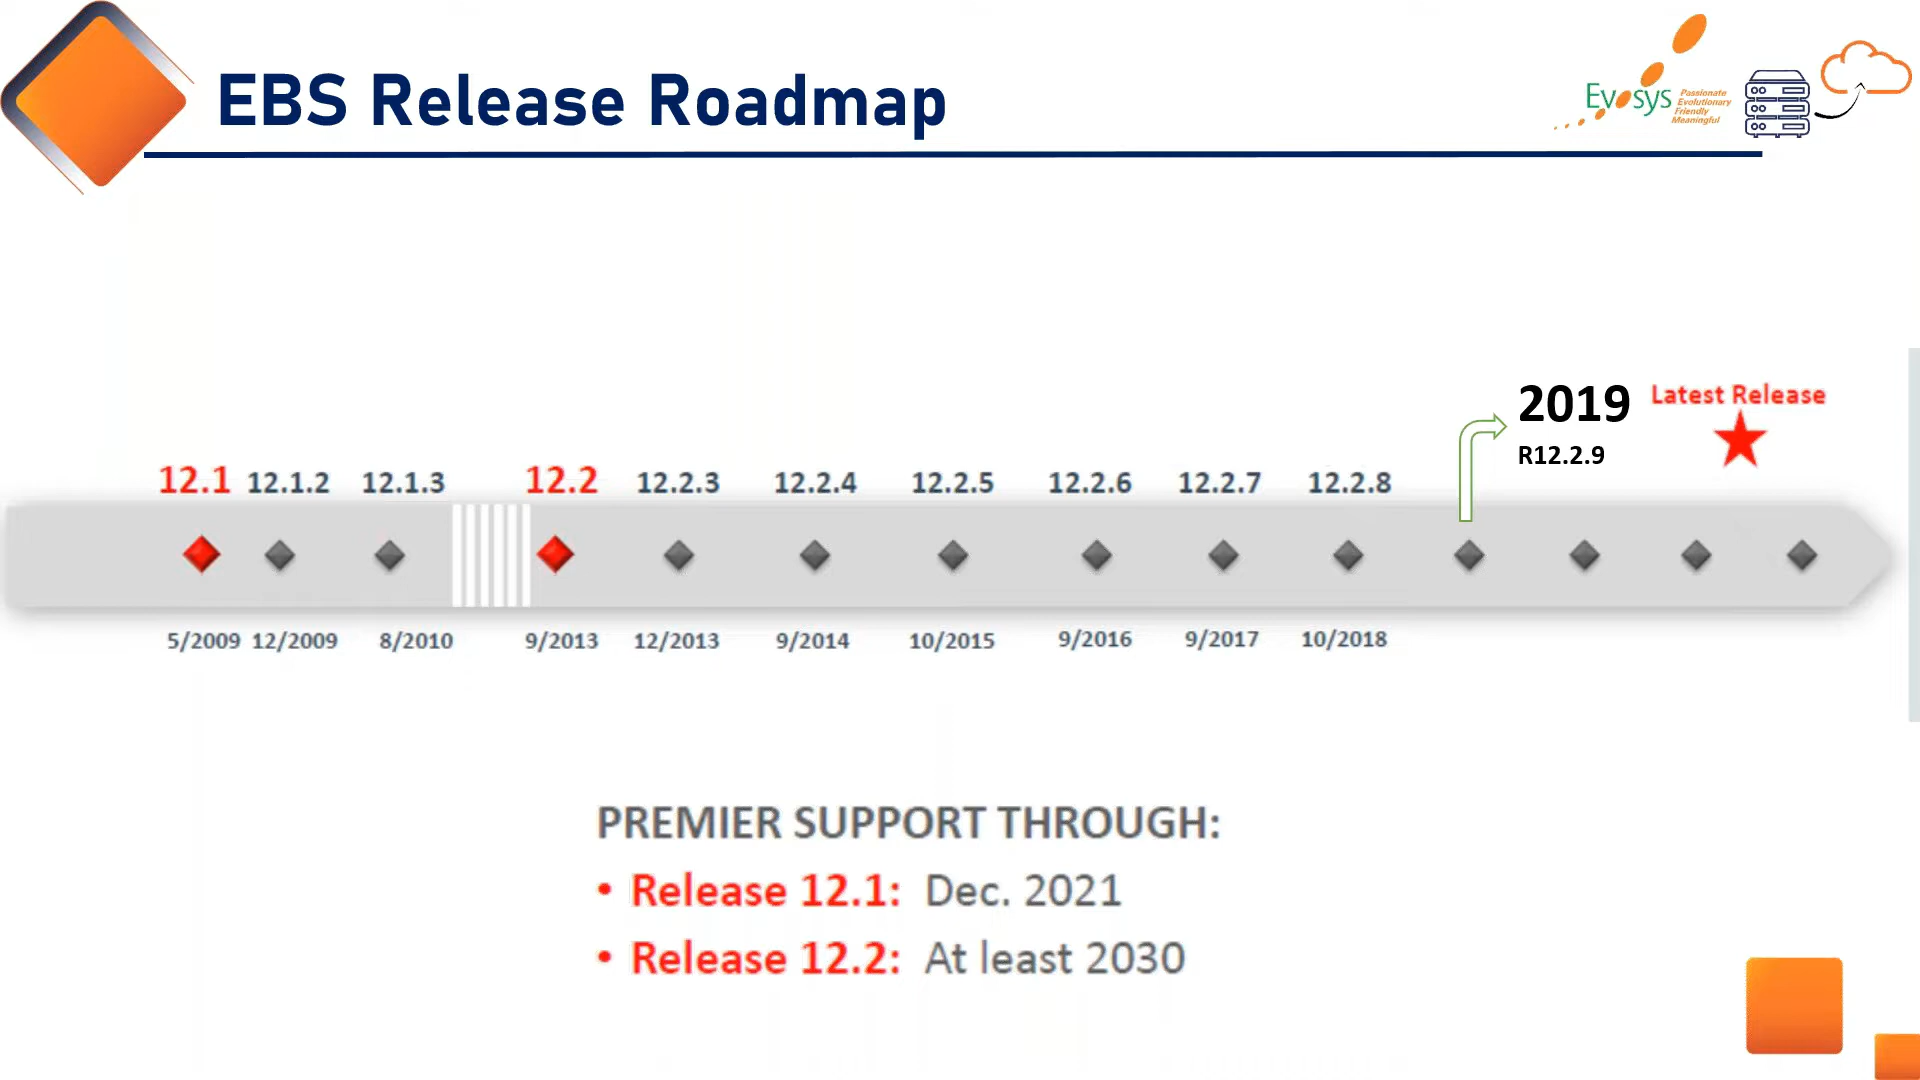 EBS Release Roadmap
Evosys
Passionate
Evolutionary
Friendly
Meaningful
2019 Latest Release
R12.2.9
12.1 12.1.2 12.1.3 12.2 12.2.3 12.2.4 12.2.5 12.2.6 12.2.7 12.2.8
5/2009 12/2009 8/2010 9/2013 12/2013 9/2014 10/2015 9/2016 9/2017 10/2018
PREMIER SUPPORT THROUGH:
• Release 12.1: Dec. 2021
• Release 12.2: At least 2030